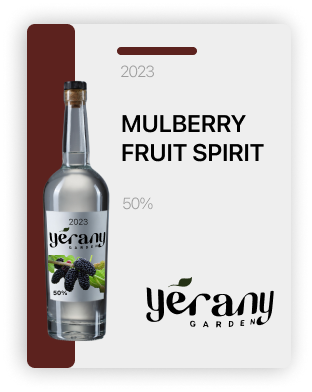 2023
MULBERRY
FRUIT SPIRIT
50%
2023
yerany
GARDEN
50%
yerany
GARDEN